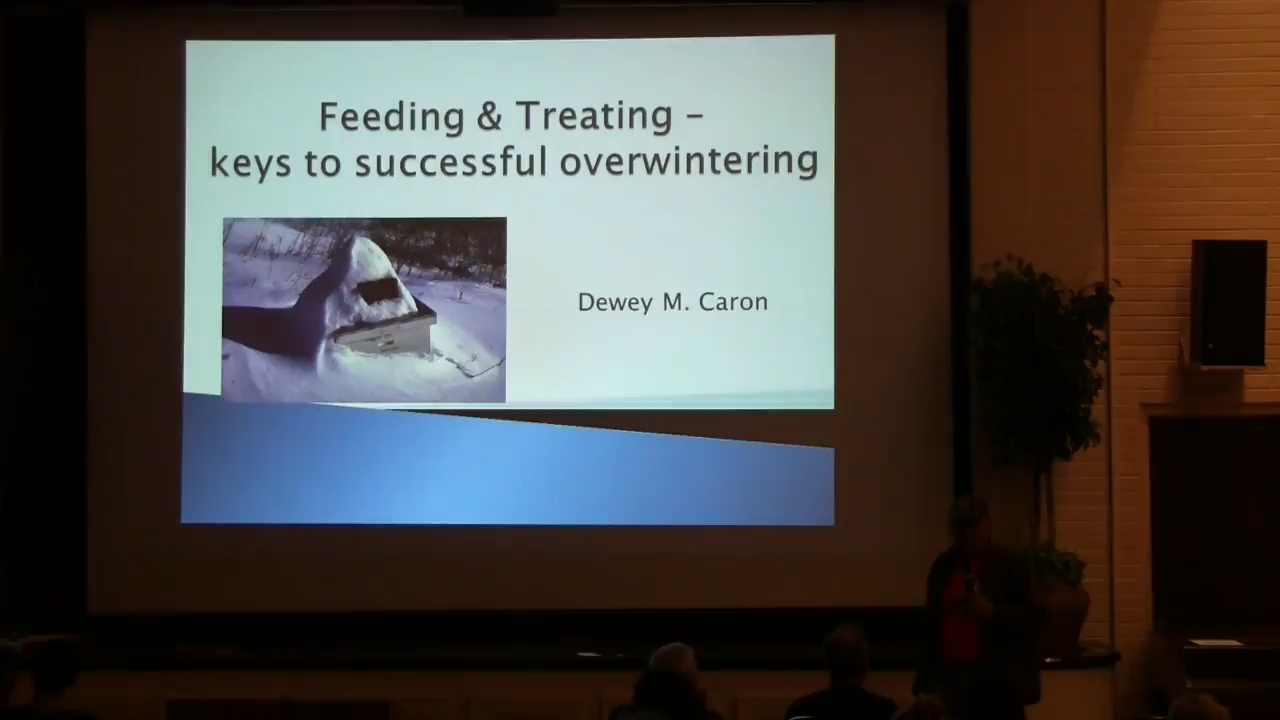 Feeding & Treating –
keys to successful overwintering
Dewey M. Caron